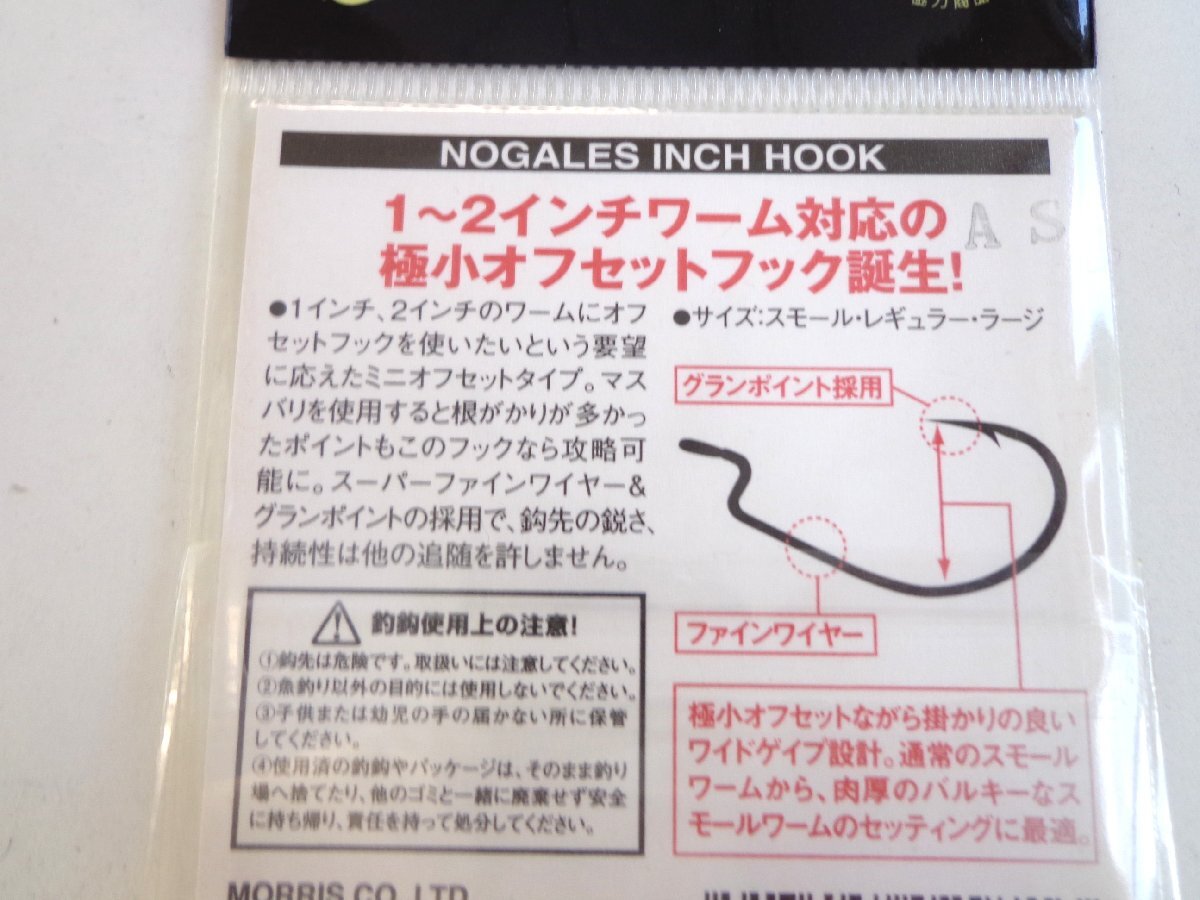 NOGALES INCH HOOK
1～2インチワーム対応の
極小オフセットフック誕生!
A S
●1インチ、2インチのワームにオフ
セットフックを使いたいという要望
に応えたミニオフセットタイプ。マス
バリを使用すると根がかりが多かっ
たポイントもこのフックなら攻略可
能に。スーパーファインワイヤー&
グランポイントの採用で、鈎先の鋭さ、
持続性は他の追随を許しません。
●サイズ:スモール・レギュラー・ラージ
グランポイント採用
ファインワイヤー
極小オフセットながら掛かりの良い
ワイドゲイプ設計。通常のスモール
ワームから、肉厚のバルキーなス
モールワームのセッティングに最適。
釣鈎使用上の注意!
①鈎先は危険です。取扱いには注意してください。
②魚釣り以外の目的には使用しないでください。
③子供または幼児の手の届かない所に保管
してください。
④使用済の釣鈎やパッケージは、そのまま釣り
場へ捨てたり、他のゴミと一緒に廃棄せず安全
に持ち帰り、責任を持って処分してください。
MORRIS CO.,LTD